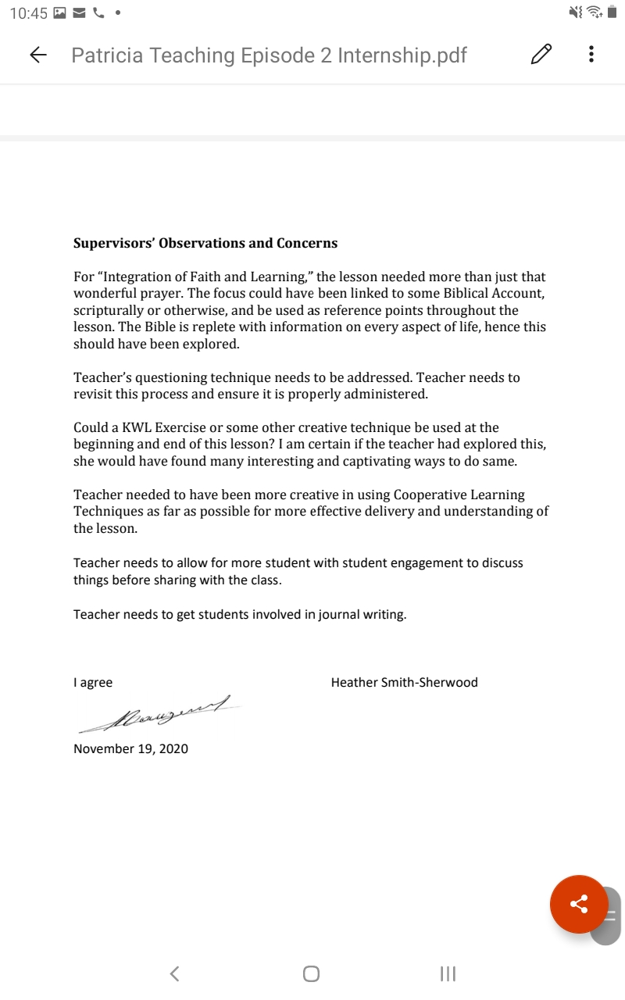 10:45
Patricia Teaching Episode 2 Internship.pdf
Supervisors’ Observations and Concerns
For “Integration of Faith and Learning,” the lesson needed more than just that
wonderful prayer. The focus could have been linked to some Biblical Account,
scripturally or otherwise, and be used as reference points throughout the
lesson. The Bible is replete with information on every aspect of life, hence this
should have been explored.
Teacher’s questioning technique needs to be addressed. Teacher needs to
revisit this process and ensure it is properly administered.
Could a KWL Exercise or some other creative technique be used at the
beginning and end of this lesson? I am certain if the teacher had explored this,
she would have found many interesting and captivating ways to do same.
Teacher needed to have been more creative in using Cooperative Learning
Techniques as far as possible for more effective delivery and understanding of
the lesson.
Teacher needs to allow for more student with student engagement to discuss
things before sharing with the class.
Teacher needs to get students involved in journal writing.
I agree Heather Smith-Sherwood
November 19, 2020